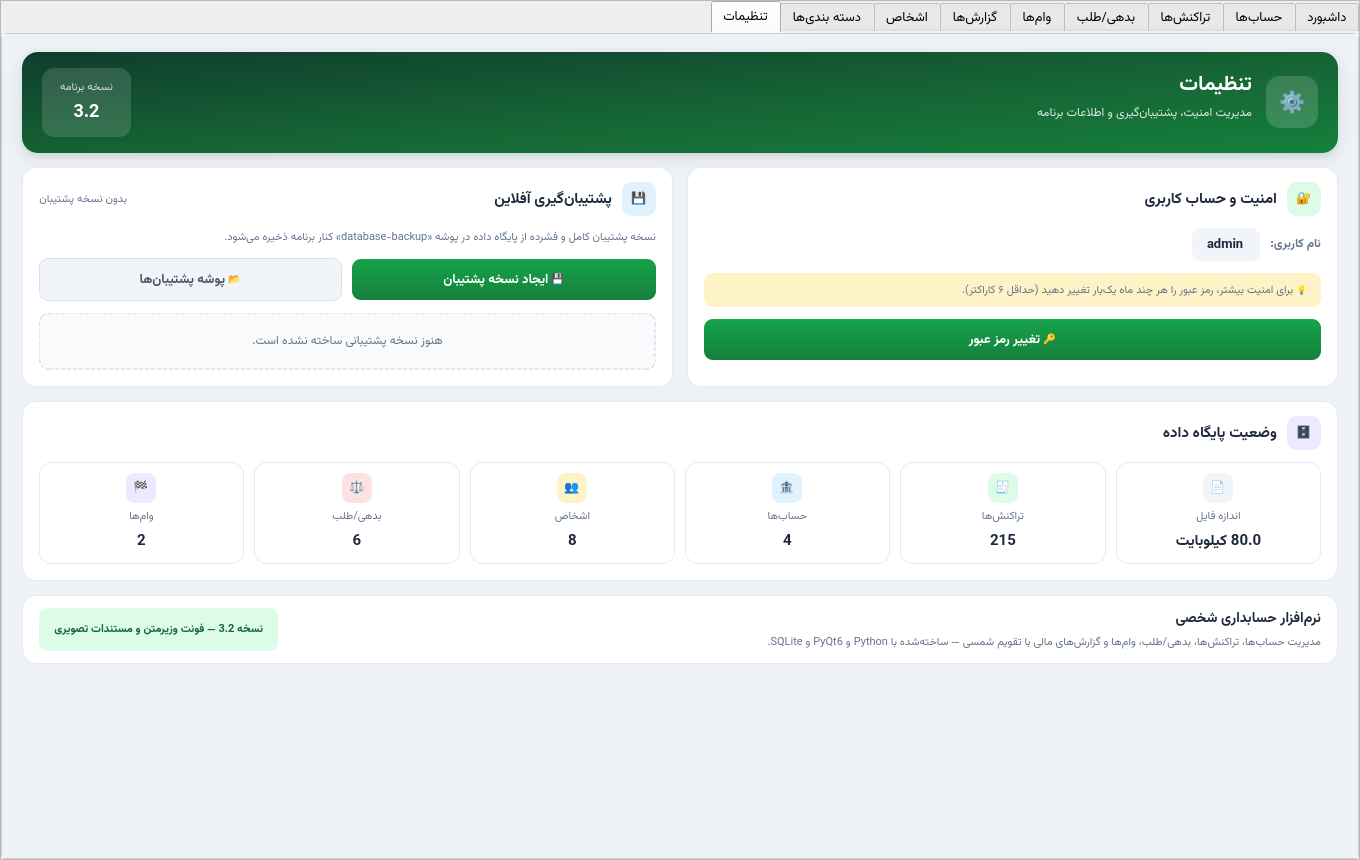 داشبورد
حساب‌ها
تراکنش‌ها
بدهی/طلب
وام‌ها
گزارش‌ها
اشخاص
دسته بندی‌ها
تنظیمات
تنظیمات
مدیریت امنیت، پشتیبان‌گیری و اطلاعات برنامه
نسخه برنامه
3.2
امنیت و حساب کاربری
نام کاربری:
admin
برای امنیت بیشتر، رمز عبور را هر چند ماه یک‌بار تغییر دهید (حداقل ۶ کاراکتر).
تغییر رمز عبور
پشتیبان‌گیری آفلاین
بدون نسخه پشتیبان
نسخه پشتیبان کامل و فشرده از پایگاه داده در پوشه «database-backup» کنار برنامه ذخیره می‌شود.
ایجاد نسخه پشتیبان
پوشه پشتیبان‌ها
هنوز نسخه پشتیبانی ساخته نشده است.
وضعیت پایگاه داده
اندازه فایل
80.0 کیلوبایت
تراکنش‌ها
215
حساب‌ها
4
اشخاص
8
بدهی/طلب
6
وام‌ها
2
نرم‌افزار حسابداری شخصی
مدیریت حساب‌ها، تراکنش‌ها، بدهی/طلب، وام‌ها و گزارش‌های مالی با تقویم شمسی — ساخته‌شده با Python و PyQt6 و SQLite.
نسخه 3.2 — فونت وزیرمتن و مستندات تصویری